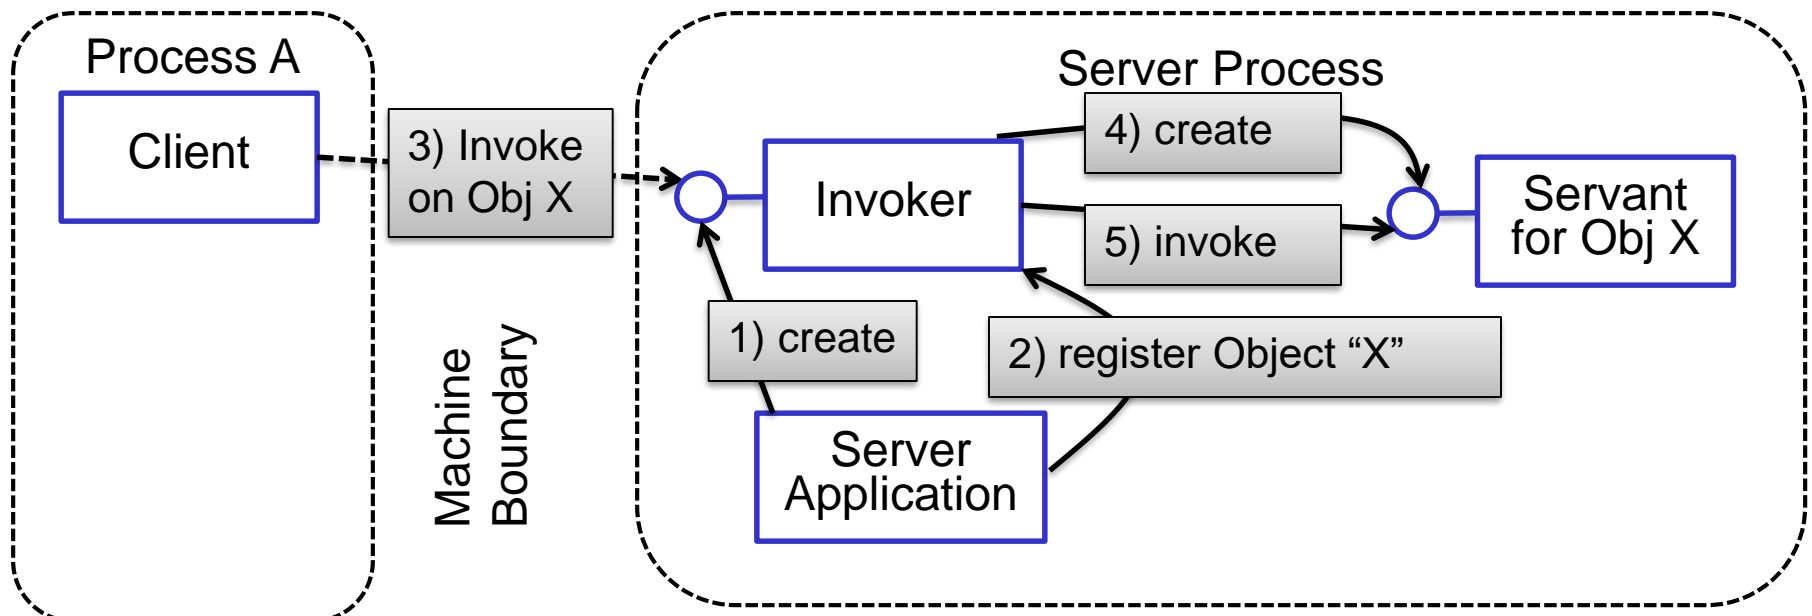 Process A
Client
3) Invoke
on Obj X
Machine
Boundary
Server Process
4) create
Invoker
5) invoke
Servant
for Obj X
1) create
2) register Object “X”
Server
Application